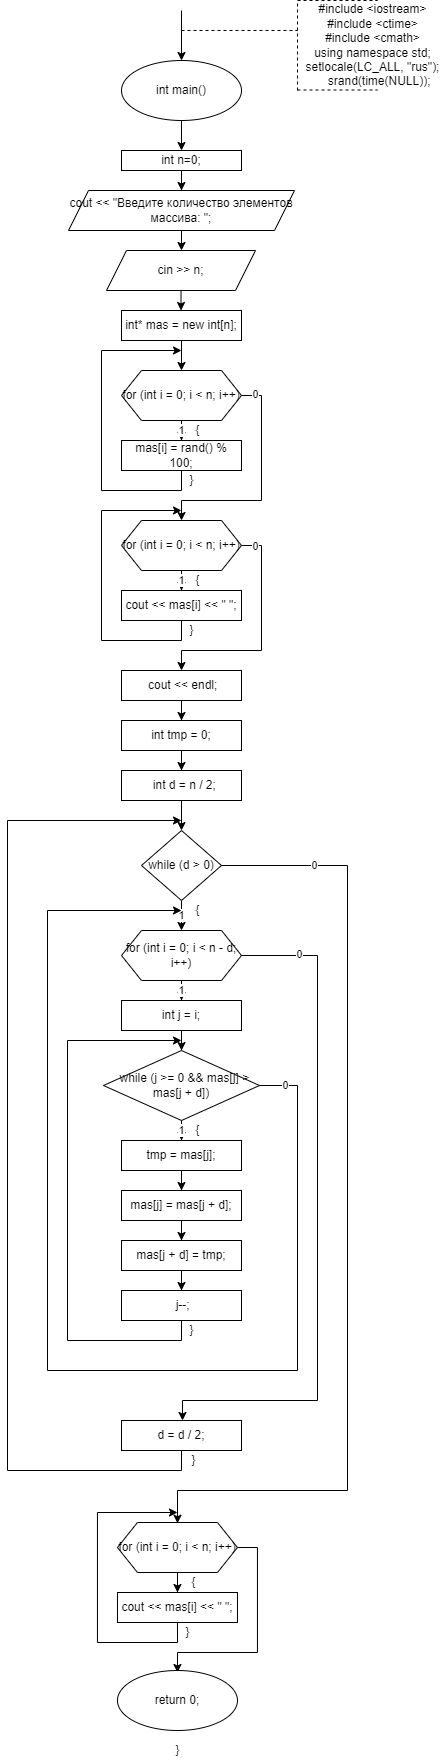 #include <iostream>
#include <ctime>
#include <cmath>
using namespace std;
setlocale(LC_ALL, "rus");
srand(time(NULL));
int main()
int n=0;
cout << "Введите количество элементов
массива: ";
cin >> n;
int* mas = new int[n];
for (int i = 0; i < n; i++)
0
1
{
mas[i] = rand() %
100;
}
for (int i = 0; i < n; i++)
0
1
{
cout << mas[i] << " ";
}
cout << endl;
int tmp = 0;
int d = n / 2;
while (d > 0)
0
1
{
for (int i = 0; i < n - d;
i++)
0
1
int j = i;
while (j >= 0 && mas[j] >
mas[j + d])
0
1
{
tmp = mas[j];
mas[j] = mas[j + d];
mas[j + d] = tmp;
j--;
}
d = d / 2;
}
for (int i = 0; i < n; i++)
{
cout << mas[i] << " ";
}
return 0;
}